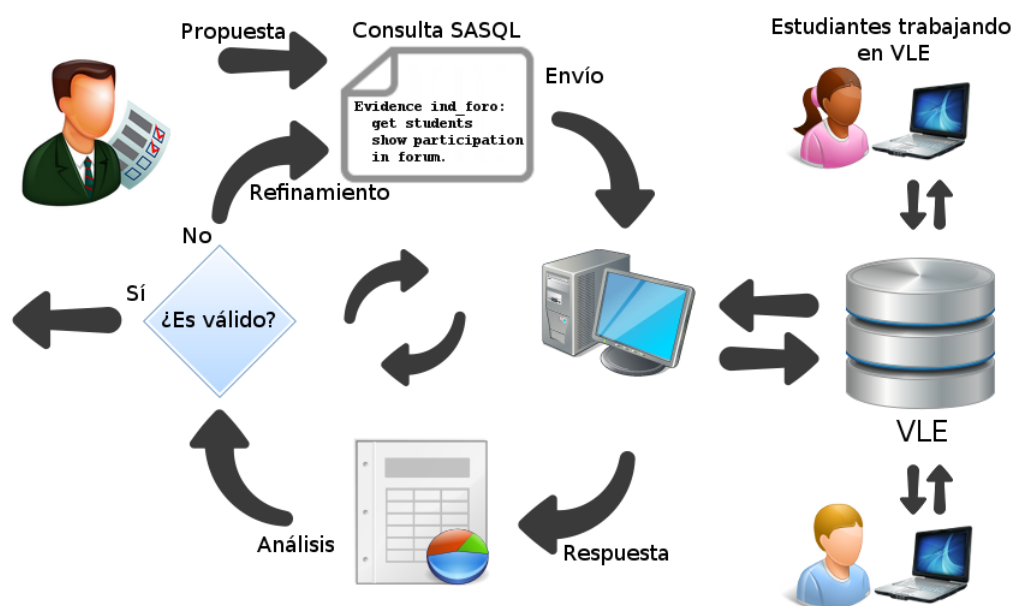 Propuesta
Consulta SASQL
Evidence ind_foro:
get students
show participation
in forum.
Envío
Estudiantes trabajando
en VLE
Refinamiento
No
Sí
¿Es válido?
VLE
Análisis
Respuesta